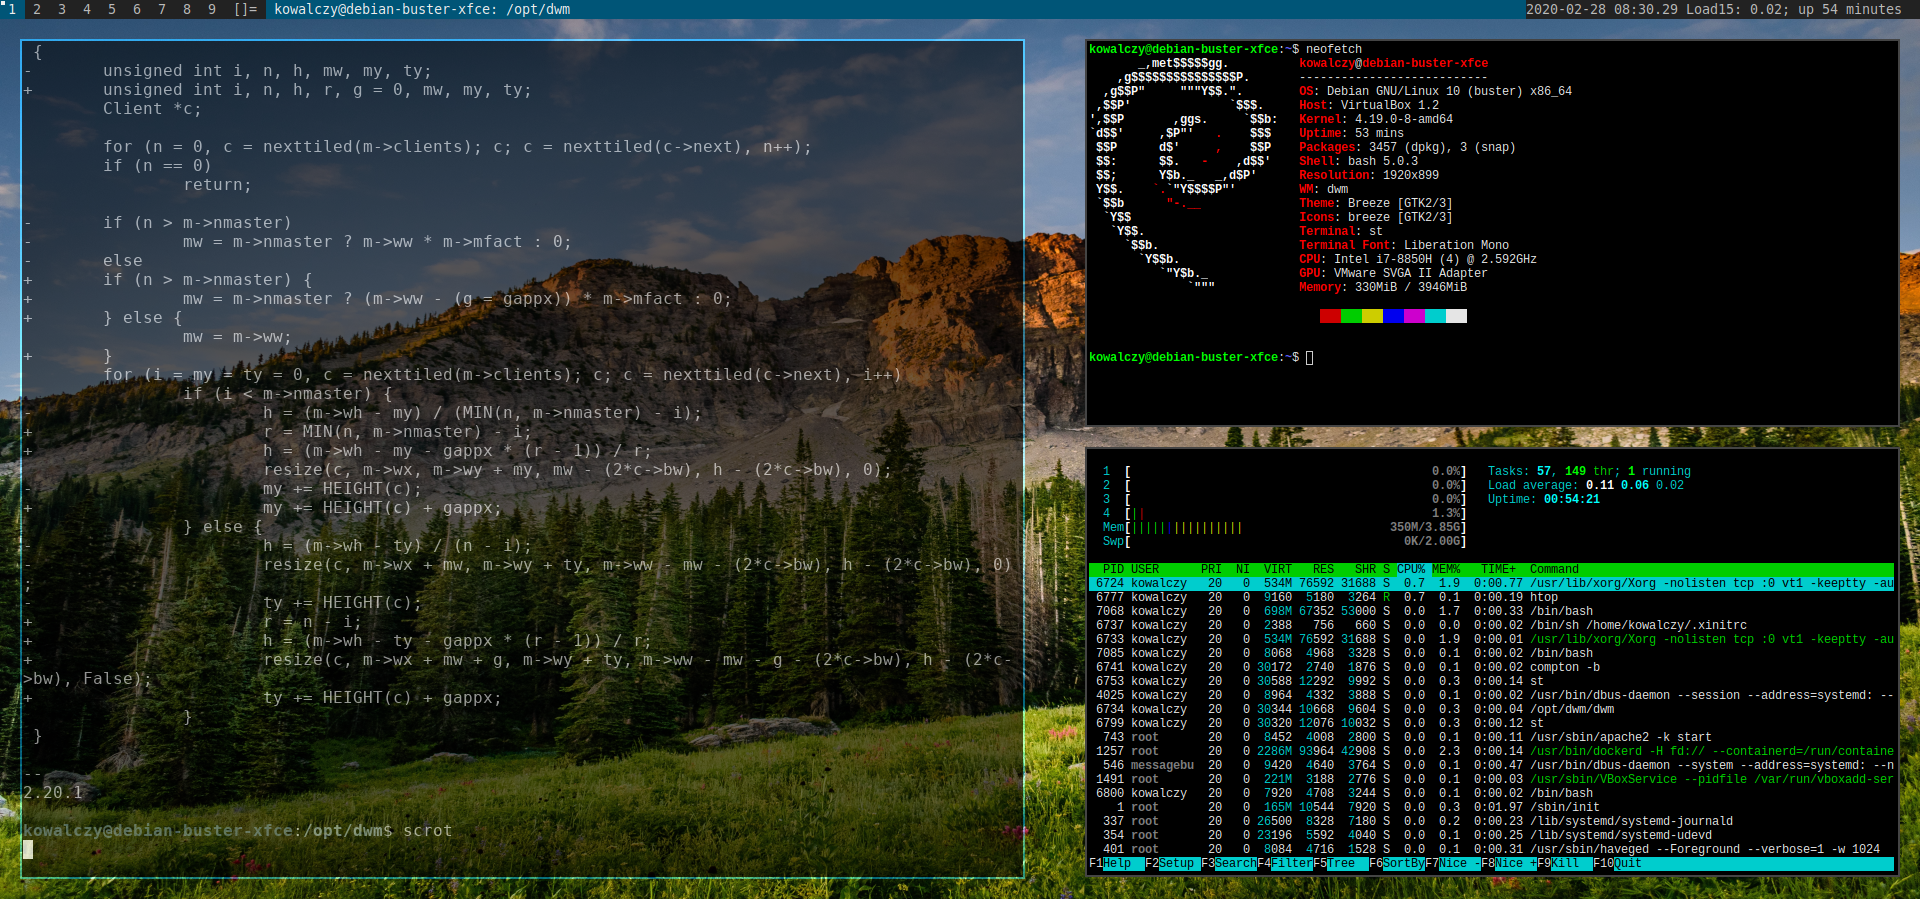 1 2 3 4 5 6 7 8 9 []= kowalczy@debian-buster-xfce: /opt/dwm 2020-02-28 08:30.29 Load15: 0.02; up 54 minutes
{
-        unsigned int i, n, h, mw, my, ty;
+        unsigned int i, n, h, r, g = 0, mw, my, ty;
Client *c;
for (n = 0, c = nexttiled(m->clients); c; c = nexttiled(c->next), n++);
if (n == 0)
return;
-        if (n > m->nmaster)
-                mw = m->nmaster ? m->ww * m->mfact : 0;
-        else
+        if (n > m->nmaster) {
+                mw = m->nmaster ? (m->ww - (g = gappx)) * m->mfact : 0;
+        } else {
mw = m->ww;
+        }
for (i = my = ty = 0, c = nexttiled(m->clients); c; c = nexttiled(c->next), i++)
if (i < m->nmaster) {
-                        h = (m->wh - my) / (MIN(n, m->nmaster) - i);
+                        r = MIN(n, m->nmaster) - i;
+                        h = (m->wh - my - gappx * (r - 1)) / r;
resize(c, m->wx, m->wy + my, mw - (2*c->bw), h - (2*c->bw), 0);
-                        my += HEIGHT(c);
+                        my += HEIGHT(c) + gappx;
} else {
-                        h = (m->wh - ty) / (n - i);
-                        resize(c, m->wx + mw, m->wy + ty, m->ww - mw - (2*c->bw), h - (2*c->bw), 0)
;
-                        ty += HEIGHT(c);
+                        r = n - i;
+                        h = (m->wh - ty - gappx * (r - 1)) / r;
+                        resize(c, m->wx + mw + g, m->wy + ty, m->ww - mw - g - (2*c->bw), h - (2*c-
>bw), False);
+                        ty += HEIGHT(c) + gappx;
}
}
--
2.20.1
kowalczy@debian-buster-xfce:/opt/dwm$ scrot
kowalczy@debian-buster-xfce:~$ neofetch
_,met$$$$$gg. kowalczy@debian-buster-xfce
,g$$$$$$$$$$$$$$$P. ---------------------------
,g$$P"     """Y$$.". OS: Debian GNU/Linux 10 (buster) x86_64
,$$P'              `$$$. Host: VirtualBox 1.2
',$$P       ,ggs.     `$$b: Kernel: 4.19.0-8-amd64
`d$$'     ,$P"'   .    $$$ Uptime: 53 mins
$$P      d$'     ,    $$P Packages: 3457 (dpkg), 3 (snap)
$$:      $$.   -    ,d$$' Shell: bash 5.0.3
$$;      Y$b._   _,d$P' Resolution: 1920x899
Y$$.    `.`"Y$$$$P"' WM: dwm
`$$b      "-.__ Theme: Breeze [GTK2/3]
`Y$$ Icons: breeze [GTK2/3]
`Y$$. Terminal: st
`$$b. Terminal Font: Liberation Mono
`Y$$b. CPU: Intel i7-8850H (4) @ 2.592GHz
`"Y$b._ GPU: VMware SVGA II Adapter
`""" Memory: 330MiB / 3946MiB
kowalczy@debian-buster-xfce:~$
1 [ 0.0%] Tasks: 57, 149 thr; 1 running
2 [ 0.0%] Load average: 0.11 0.06 0.02
3 [ 0.0%] Uptime: 00:54:21
4 [|| 1.3%]
Mem[|||||||||||||||| 350M/3.85G]
Swp[ 0K/2.00G]
PID USER PRI NI VIRT RES SHR S CPU% MEM% TIME+ Command
6724 kowalczy 20 0 534M 76592 31688 S 0.7 1.9 0:00.77 /usr/lib/xorg/Xorg -nolisten tcp :0 vt1 -keeptty -au
6777 kowalczy 20 0 9160 5180 3264 R 0.7 0.1 0:00.19 htop
7068 kowalczy 20 0 698M 67352 53000 S 0.0 1.7 0:00.33 /bin/bash
6737 kowalczy 20 0 2388 756 660 S 0.0 0.0 0:00.02 /bin/sh /home/kowalczy/.xinitrc
6733 kowalczy 20 0 534M 76592 31688 S 0.0 1.9 0:00.01 /usr/lib/xorg/Xorg -nolisten tcp :0 vt1 -keeptty -au
7085 kowalczy 20 0 8068 4968 3328 S 0.0 0.1 0:00.02 /bin/bash
6741 kowalczy 20 0 30172 2740 1876 S 0.0 0.1 0:00.02 compton -b
6753 kowalczy 20 0 30588 12292 9992 S 0.0 0.3 0:00.14 st
4025 kowalczy 20 0 8964 4332 3888 S 0.0 0.1 0:00.02 /usr/bin/dbus-daemon --session --address=systemd: --
6734 kowalczy 20 0 30344 10668 9604 S 0.0 0.3 0:00.04 /opt/dwm/dwm
6799 kowalczy 20 0 30320 12076 10032 S 0.0 0.3 0:00.12 st
743 root 20 0 8452 4008 2800 S 0.0 0.1 0:00.11 /usr/sbin/apache2 -k start
1257 root 20 0 2286M 93964 42908 S 0.0 2.3 0:00.14 /usr/bin/dockerd -H fd:// --containerd=/run/containe
546 messagebu 20 0 9420 4640 3764 S 0.0 0.1 0:00.47 /usr/bin/dbus-daemon --system --address=systemd: --n
1491 root 20 0 221M 3188 2776 S 0.0 0.1 0:00.03 /usr/sbin/VBoxService --pidfile /var/run/vboxadd-ser
6800 kowalczy 20 0 7920 4708 3244 S 0.0 0.1 0:00.02 /bin/bash
1 root 20 0 165M 10544 7920 S 0.0 0.3 0:01.97 /sbin/init
337 root 20 0 26500 8328 7180 S 0.0 0.2 0:00.23 /lib/systemd/systemd-journald
354 root 20 0 23196 5592 4040 S 0.0 0.1 0:00.25 /lib/systemd/systemd-udevd
401 root 20 0 8084 4716 1528 S 0.0 0.1 0:00.31 /usr/sbin/haveged --Foreground --verbose=1 -w 1024
F1Help F2Setup F3SearchF4FilterF5Tree F6SortByF7Nice -F8Nice +F9Kill F10Quit